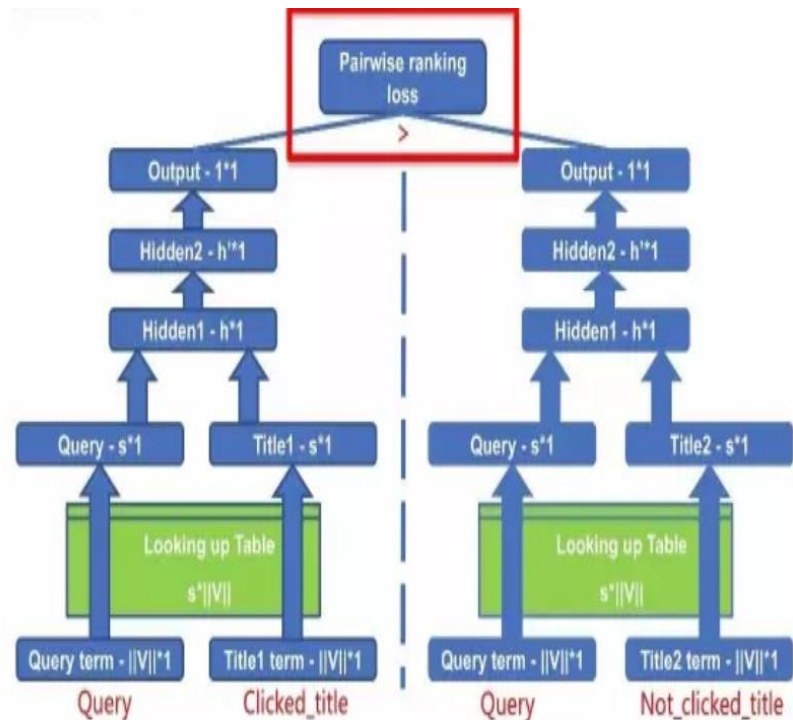 Pairwise ranking
loss
>
Output - 1*1
Output - 1*1
Hidden2 - h'*1
Hidden2 - h'*1
Hidden1 - h*1
Hidden1 - h*1
Query - s*1
Title1 - s*1
Query - s*1
Title2 - s*1
Looking up Table
s*||V||
Looking up Table
s*||V||
Query term - ||V||*1
Title1 term - ||V||*1
Query term - ||V||*1
Title2 term - ||V||*1
Query
Clicked_title
Query
Not_clicked_title